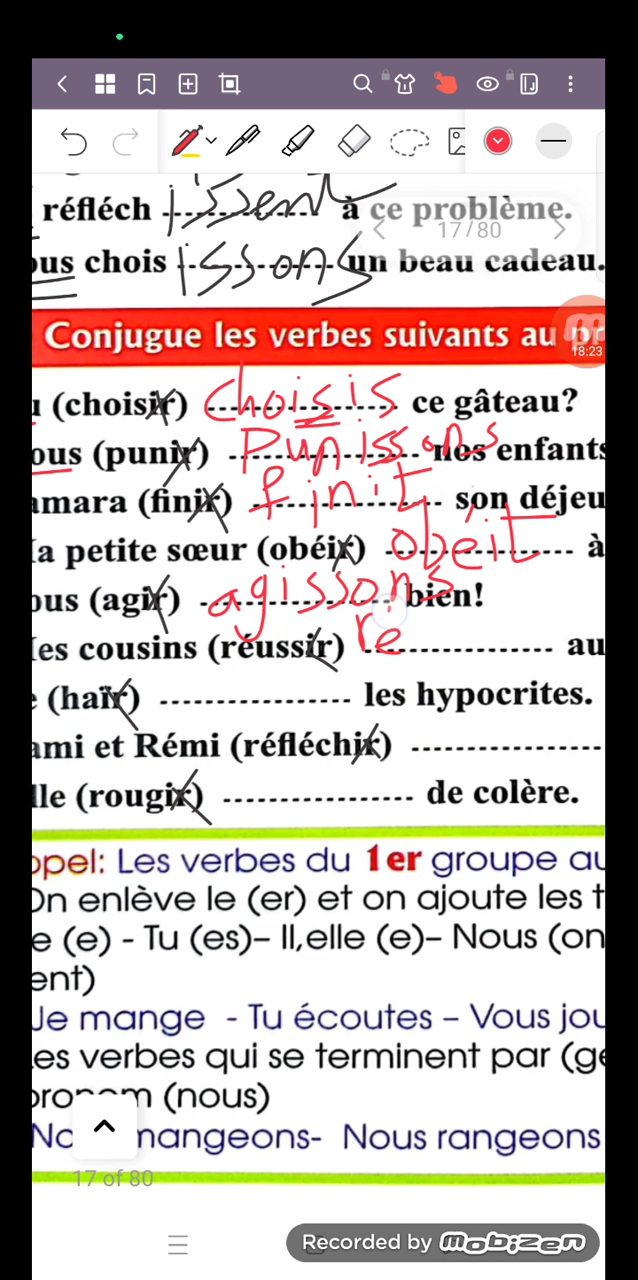 réfléch issent à ce problème.
17/80
ous chois issons un beau cadeau.
Conjugue les verbes suivants au pr
18:23
u (choisir) choisis ce gâteau?
ous (punir) punissons nos enfants
amara (finir) finit son déjeu
la petite sœur (obéir) obéit à
ous (agir) agissons bien!
les cousins (réussir) ré au
e (haïr) les hypocrites.
ami et Rémi (réfléchir)
lle (rougir) de colère.
ppel: Les verbes du 1er groupe au
On enlève le (er) et on ajoute les t
e (e) - Tu (es)– Il,elle (e)– Nous (on
ent)
Je mange - Tu écoutes – Vous jou
es verbes qui se terminent par (ge
pronom (nous)
No mangeons- Nous rangeons
17 of 80
Recorded by mobizen